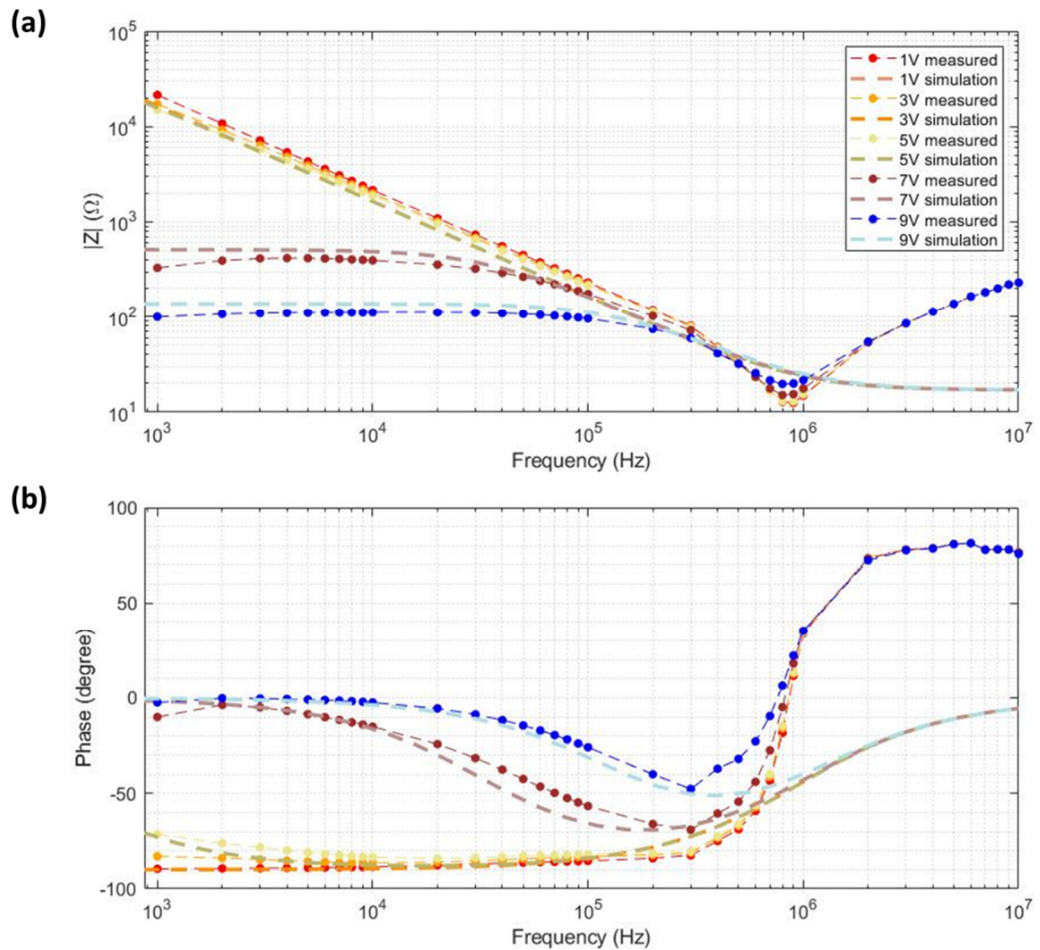 (a)
10^5
10^4
10^3
10^2
10^1
|Z| (Ω)
1V measured
1V simulation
3V measured
3V simulation
5V measured
5V simulation
7V measured
7V simulation
9V measured
9V simulation
10^3 10^4 10^5 10^6 10^7
Frequency (Hz)
(b)
100
50
0
-50
-100
Phase (degree)
10^3 10^4 10^5 10^6 10^7
Frequency (Hz)